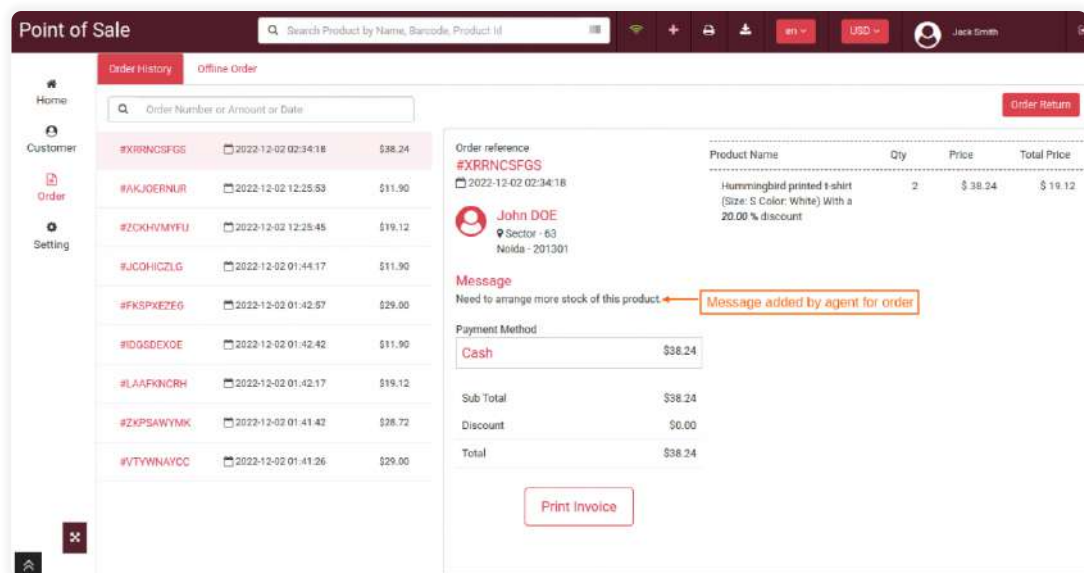 Point of Sale
Search Product by Name, Barcode, Product Id
en
USD
Jack Smith
Home
Customer
Order
Setting
Order History
Offline Order
Order Number or Amount or Date
Order Return
#XRRNCSFGS 2022-12-02 02:34:18 $38.24
#AKJOERNUR 2022-12-02 12:25:53 $11.90
#ZCKHVMYFU 2022-12-02 12:25:45 $19.12
#JCOHICZLG 2022-12-02 01:44:17 $11.90
#FKSPXEZEG 2022-12-02 01:42:57 $29.00
#IDGSDEXOE 2022-12-02 01:42:42 $11.90
#LAAFKNCRH 2022-12-02 01:42:17 $19.12
#ZKPSAWYMK 2022-12-02 01:41:42 $28.72
#VTYWNAYCC 2022-12-02 01:41:26 $29.00
Order reference
#XRRNCSFGS
2022-12-02 02:34:18
John DOE
Sector - 63
Noida - 201301
Message
Need to arrange more stock of this product.
Message added by agent for order
Payment Method
Cash $38.24
Sub Total $38.24
Discount $0.00
Total $38.24
Print Invoice
Product Name Qty Price Total Price
Hummingbird printed t-shirt 2 $ 38.24 $ 19.12
(Size: S Color: White) With a
20.00 % discount